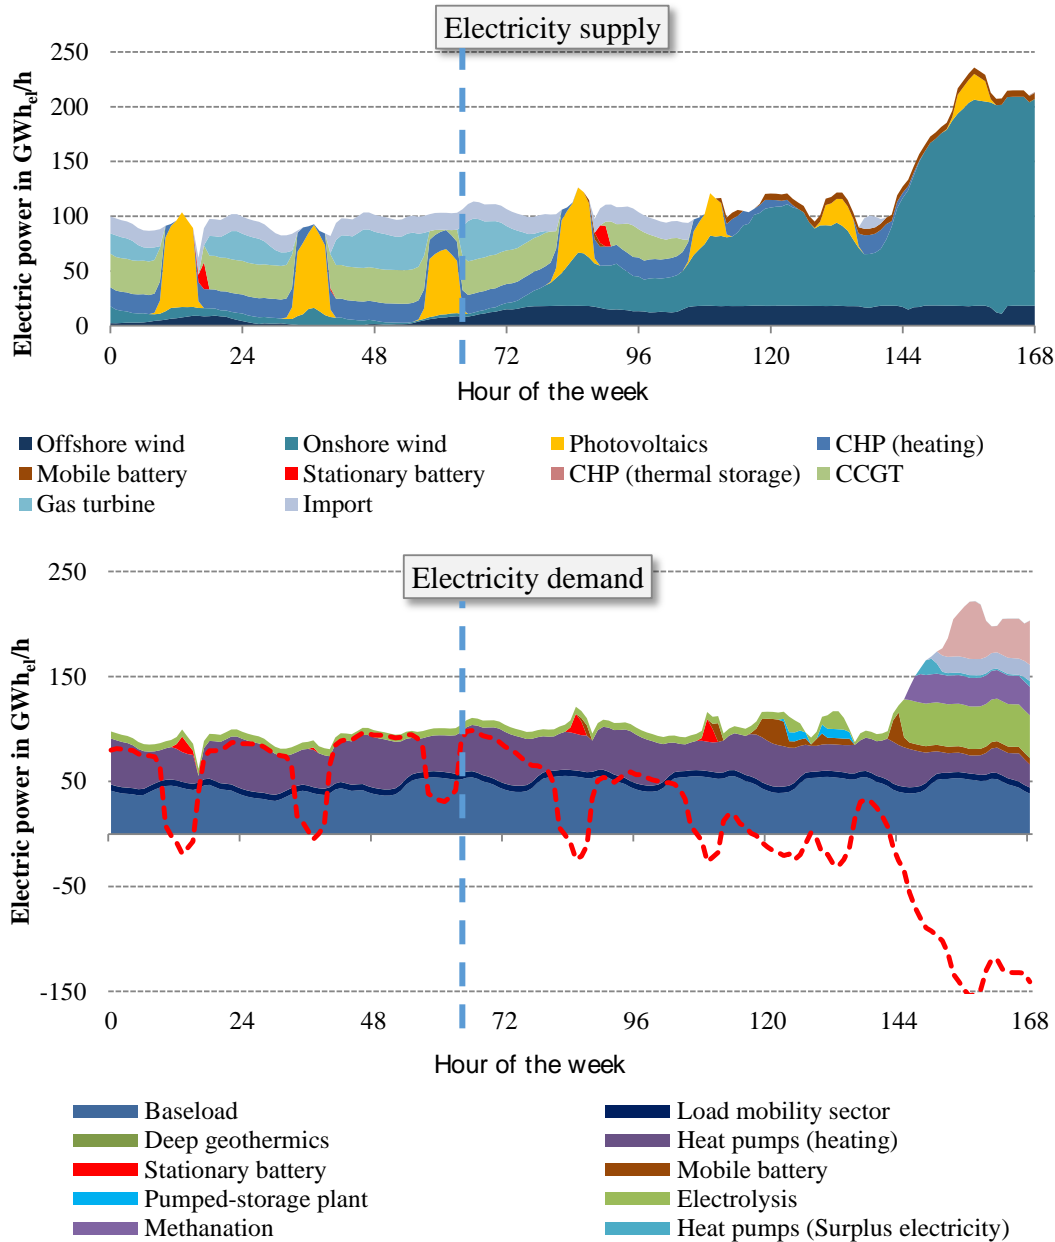 Electricity supply
Electric power in GWh_el/h
250
200
150
100
50
0
0 24 48 72 96 120 144 168
Hour of the week
Offshore wind Onshore wind Photovoltaics CHP (heating)
Mobile battery Stationary battery CHP (thermal storage) CCGT
Gas turbine Import
Electricity demand
Electric power in GWh_el/h
250
150
50
-50
-150
0 24 48 72 96 120 144 168
Hour of the week
Baseload Load mobility sector
Deep geothermics Heat pumps (heating)
Stationary battery Mobile battery
Pumped-storage plant Electrolysis
Methanation Heat pumps (Surplus electricity)